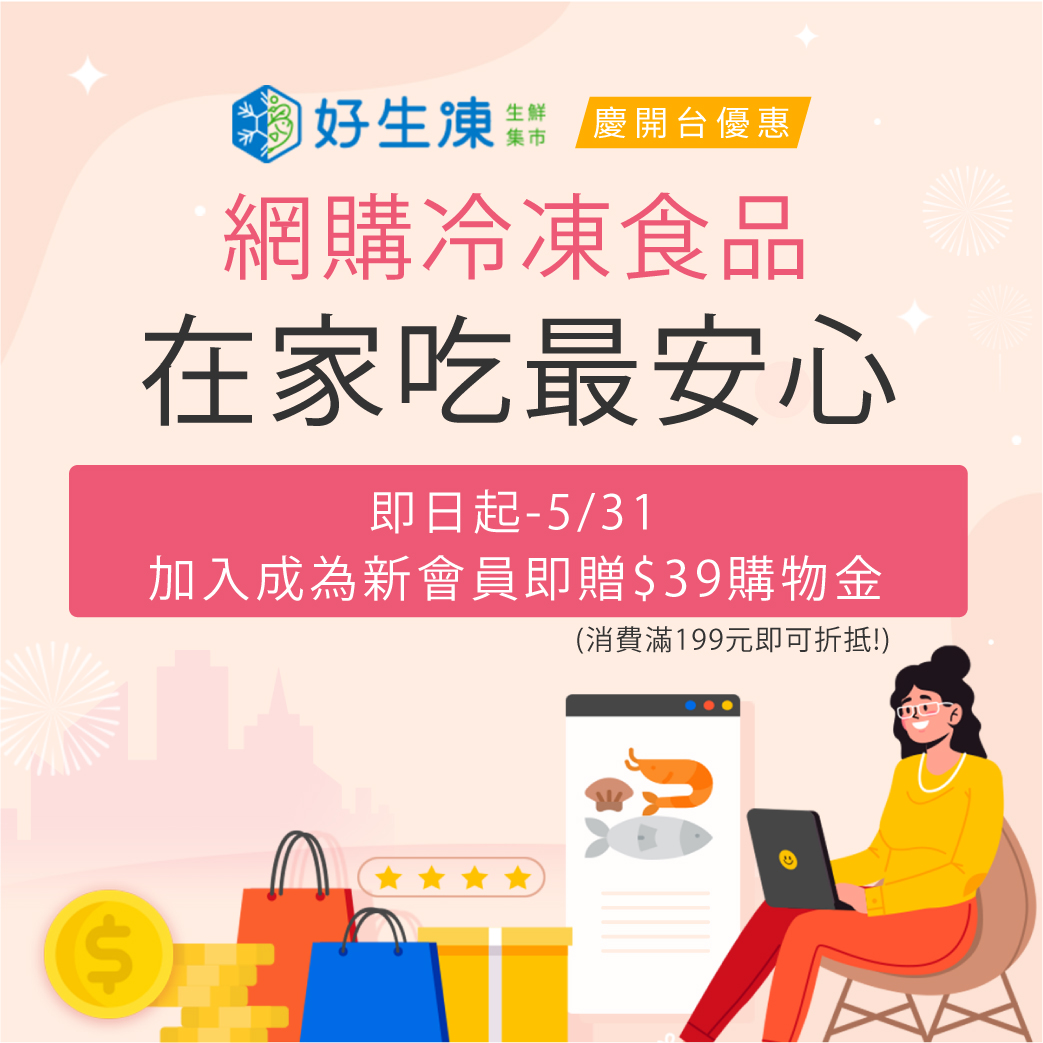 好生凍 生鮮集市
慶開台優惠
網購冷凍食品
在家吃最安心
即日起-5/31
加入成為新會員即贈$39購物金
(消費滿199元即可折抵!)
$